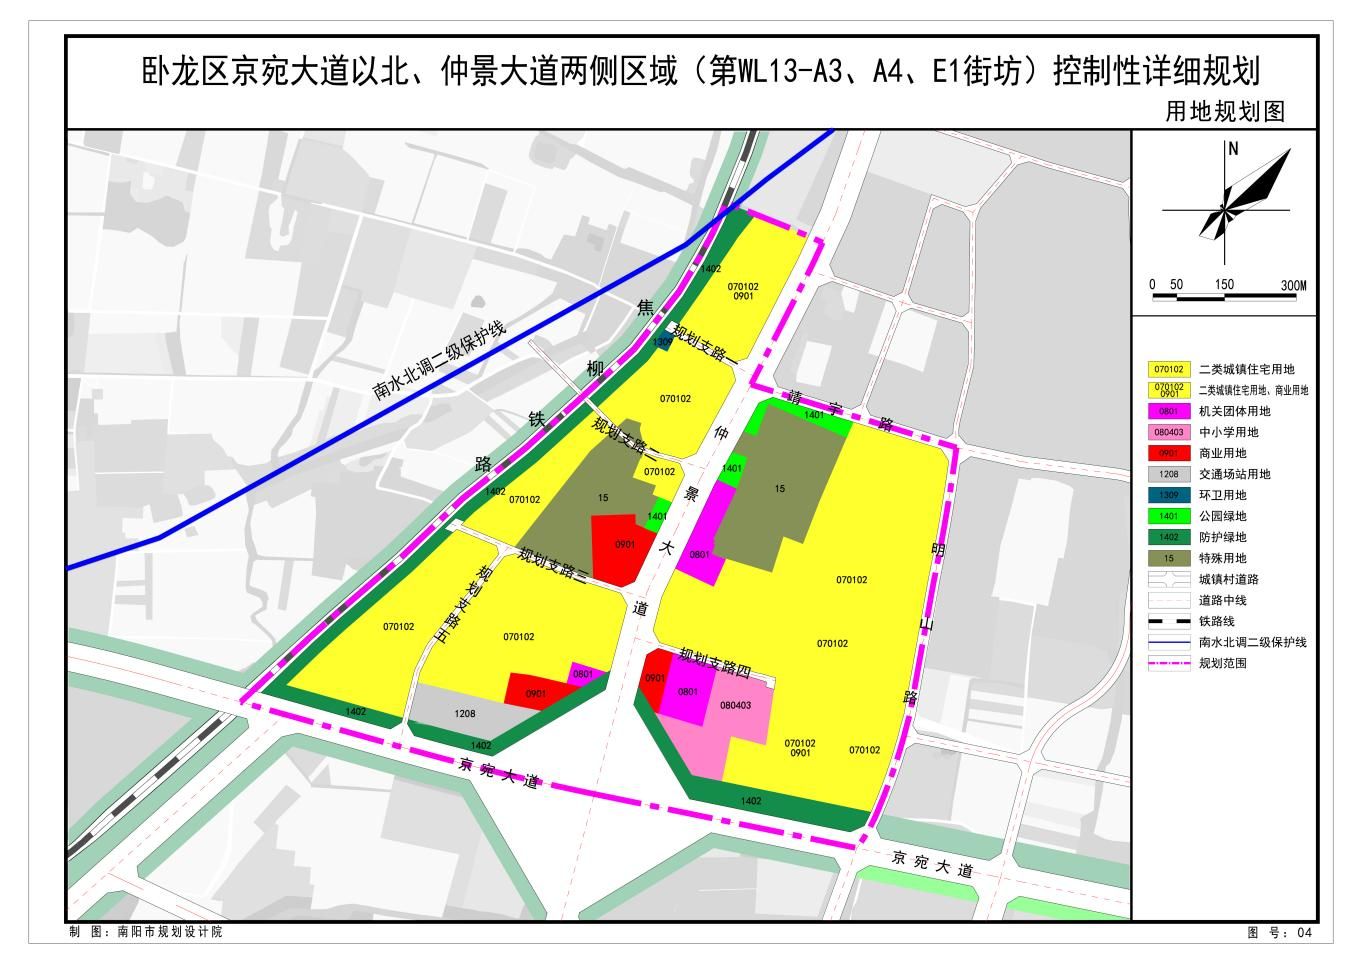 卧龙区京宛大道以北、仲景大道两侧区域（第WL13-A3、A4、E1街坊）控制性详细规划
用地规划图
N
0 50 150 300M
070102 二类城镇住宅用地
070102 0901 二类城镇住宅用地、商业用地
0801 机关团体用地
080403 中小学用地
0901 商业用地
1208 交通场站用地
1309 环卫用地
1401 公园绿地
1402 防护绿地
15 特殊用地
城镇村道路
道路中线
铁路线
南水北调二级保护线
规划范围
1402
070102
0901
焦
南水北调二级保护线
1309
规划支路一
柳
070102
靖宇路
1401
铁
规划支路二
仲
路
070102
1401
1402
070102
15
景
15
1401
0901
大
0801
规划支路三
明
070102
规划支路五
道
070102
070102
山
070102
规划支路四
0801
0901
0901
0801
080403
路
1402
1208
1402
070102
0901
070102
京宛大道
1402
京宛大道
制 图：南阳市规划设计院
图 号：04